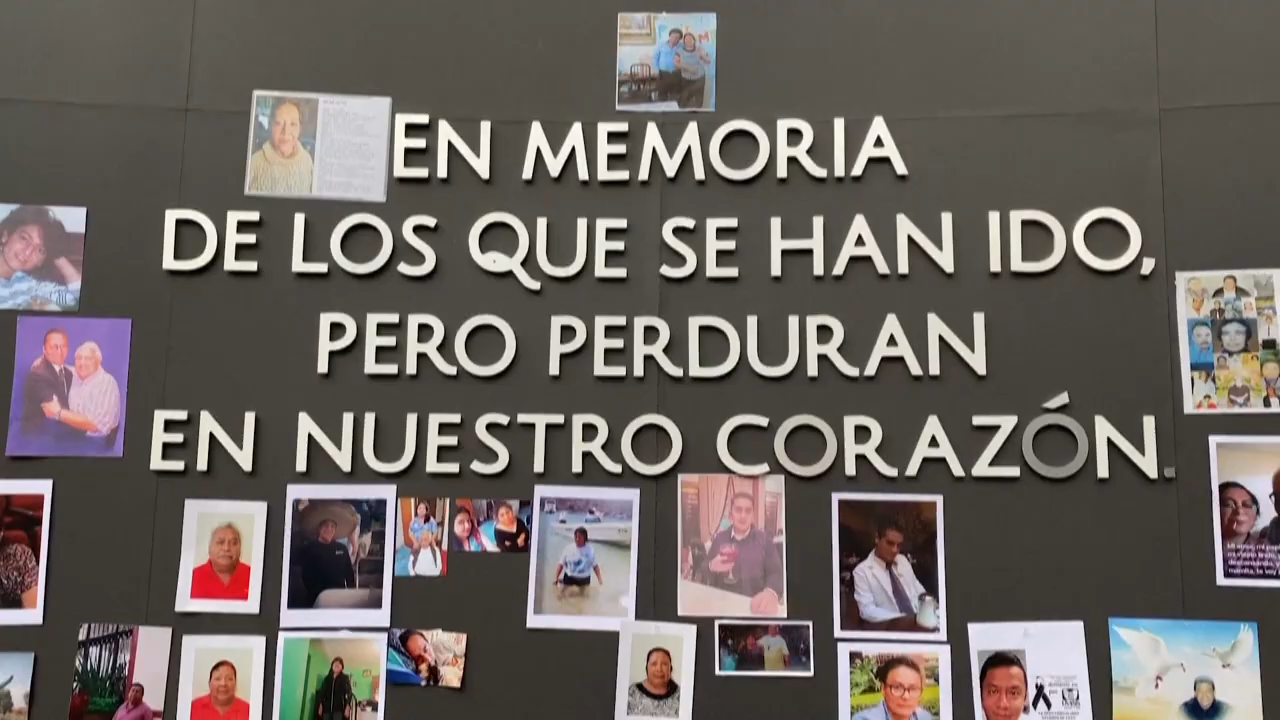 EN MEMORIA
DE LOS QUE SE HAN IDO,
PERO PERDURAN
EN NUESTRO CORAZÓN.